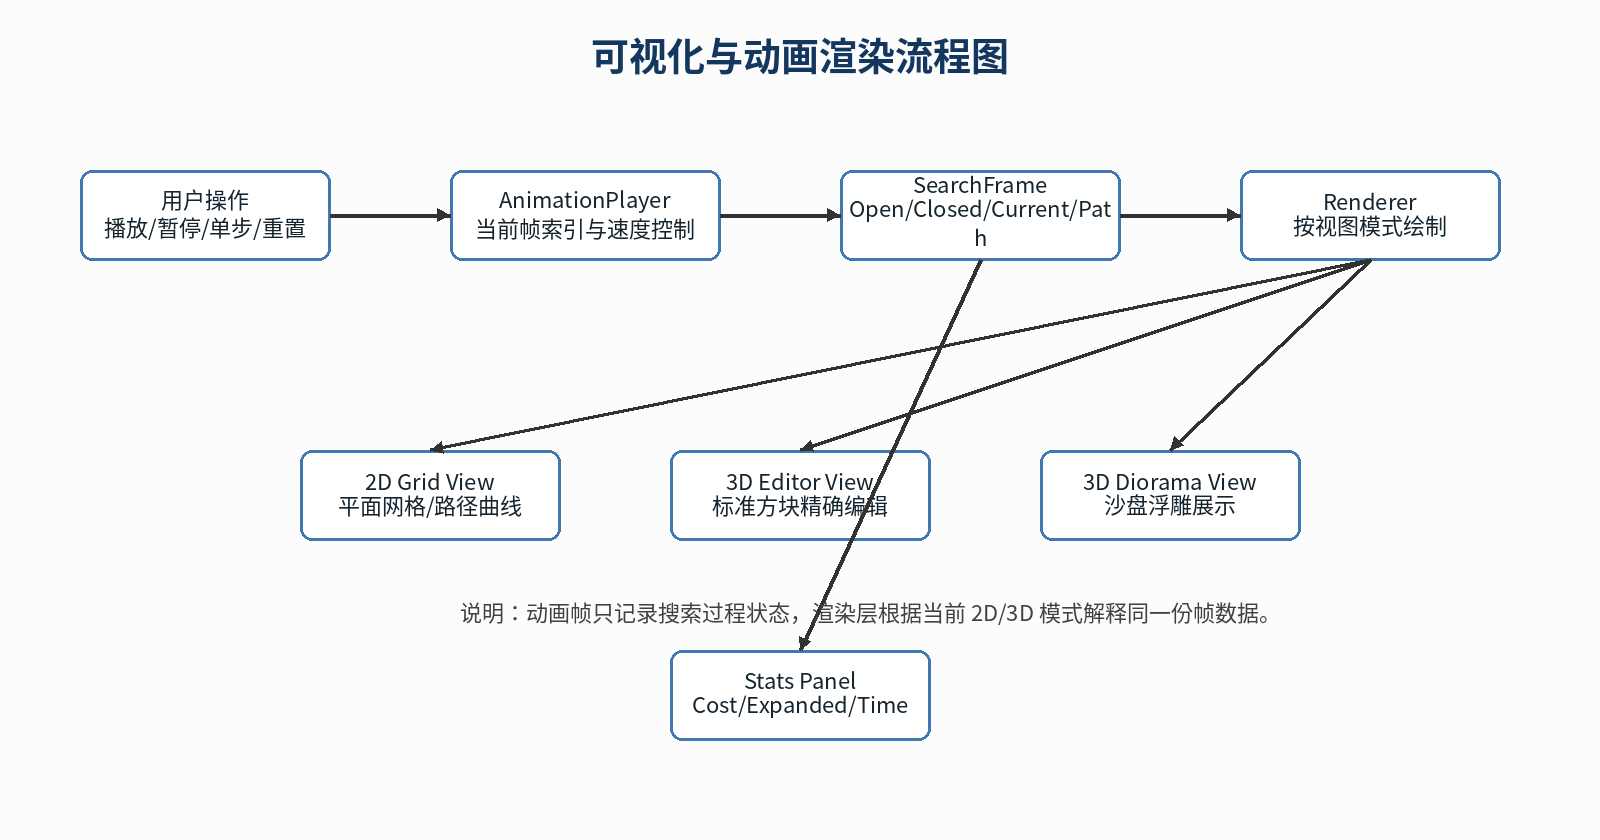 可视化与动画渲染流程图
用户操作
播放/暂停/单步/重置
AnimationPlayer
当前帧索引与速度控制
SearchFrame
Open/Closed/Current/Pat
h
Renderer
按视图模式绘制
2D Grid View
平面网格/路径曲线
3D Editor View
标准方块精确编辑
3D Diorama View
沙盘浮雕展示
说明：动画帧只记录搜索过程状态，渲染层根据当前 2D/3D 模式解释同一份帧数据。
Stats Panel
Cost/Expanded/Time